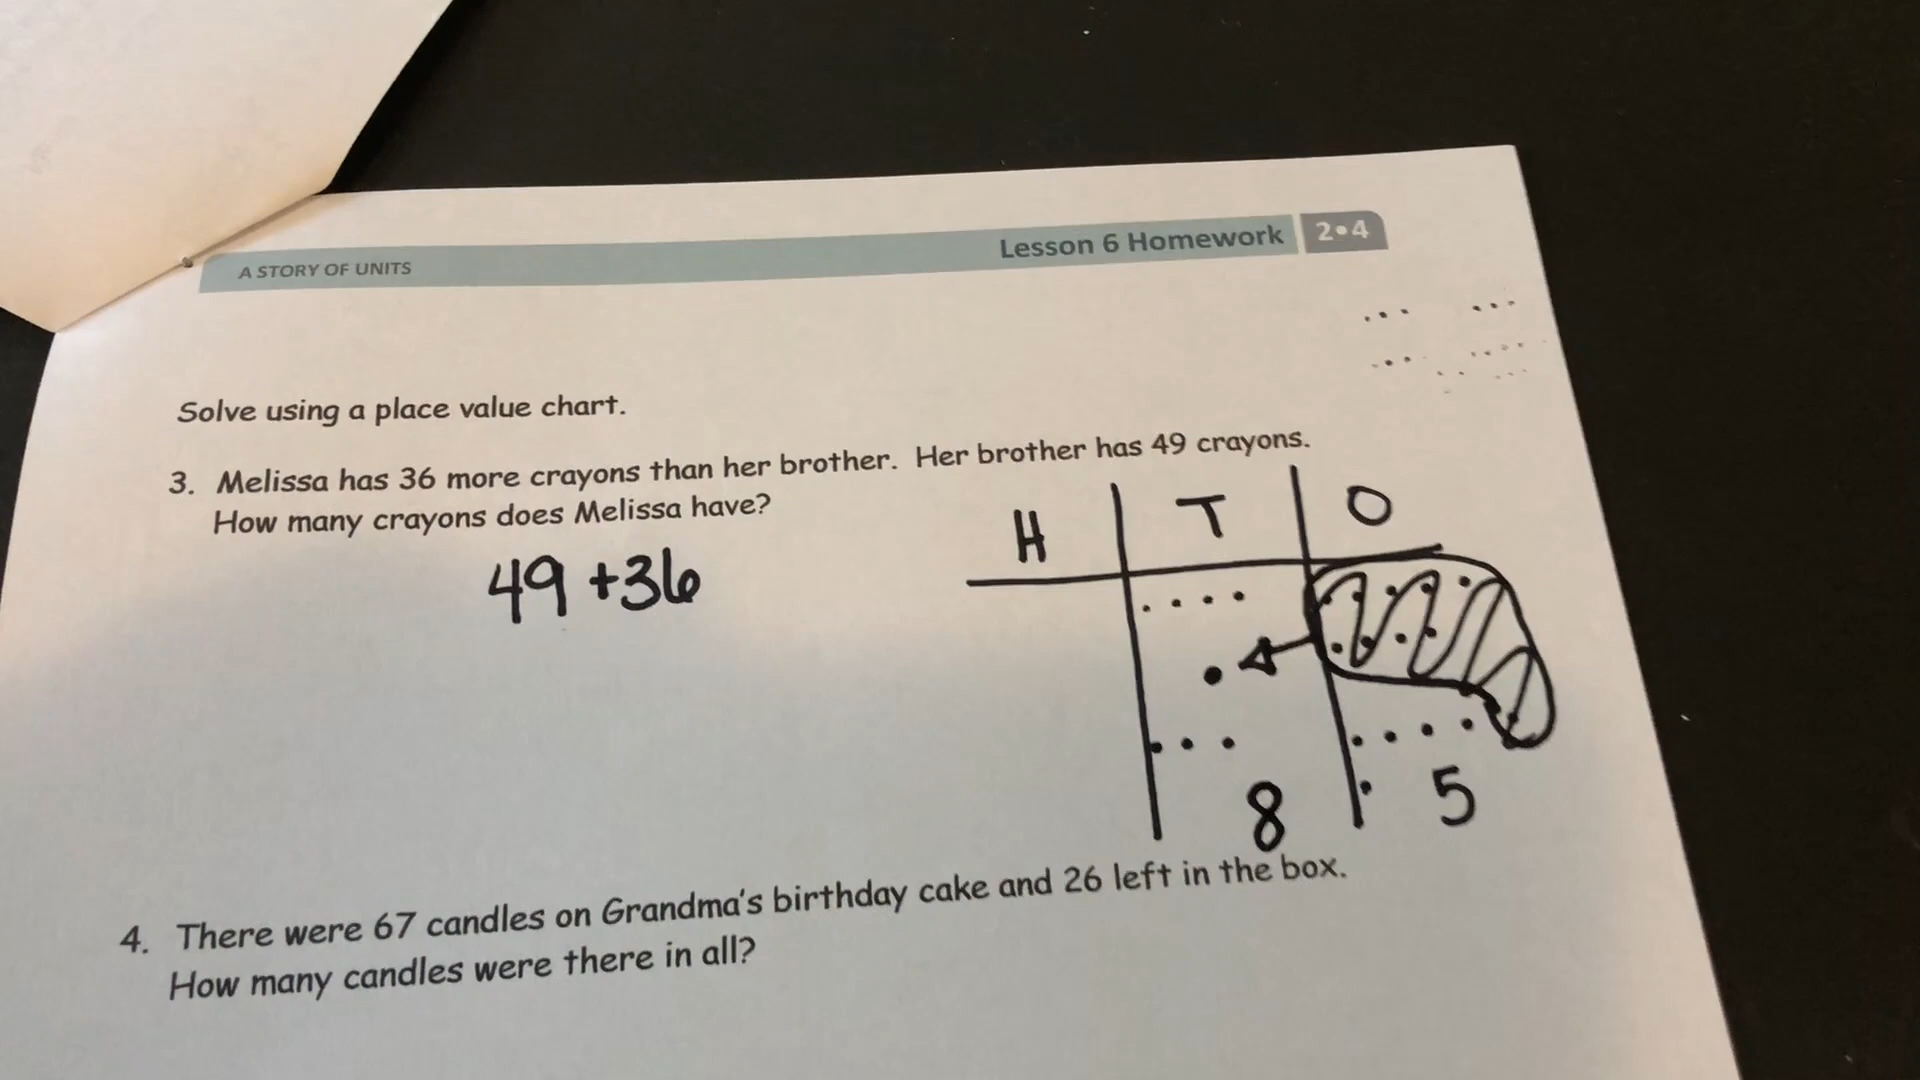 A STORY OF UNITS
Lesson 6 Homework 2•4
Solve using a place value chart.
3. Melissa has 36 more crayons than her brother. Her brother has 49 crayons.
How many crayons does Melissa have?
49 +36
H T O
8 5
4. There were 67 candles on Grandma's birthday cake and 26 left in the box.
How many candles were there in all?